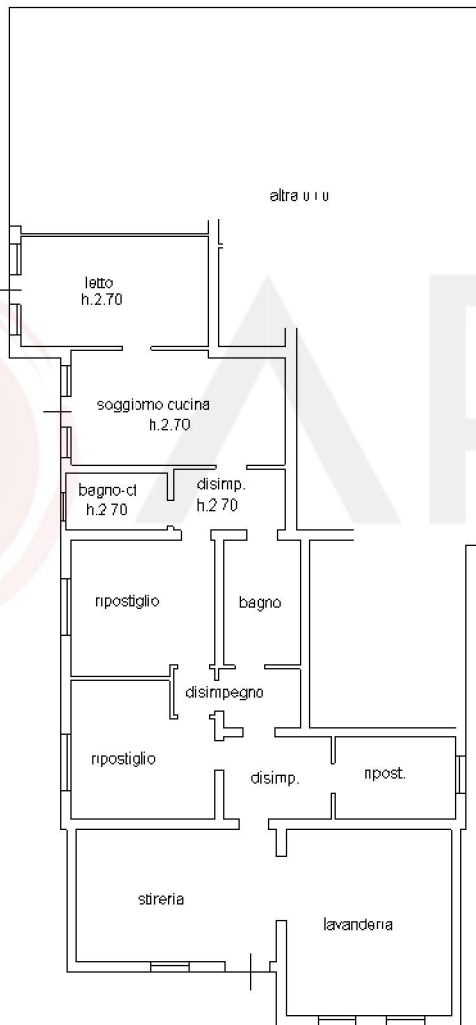 altra u i u
letto
h.2.70
soggiorno cucina
h.2.70
bagno-ct
h.2 70
disimp.
h.2 70
ripostiglio
bagno
disimpegno
ripostiglio
disimp.
ripost.
stireria
lavanderia